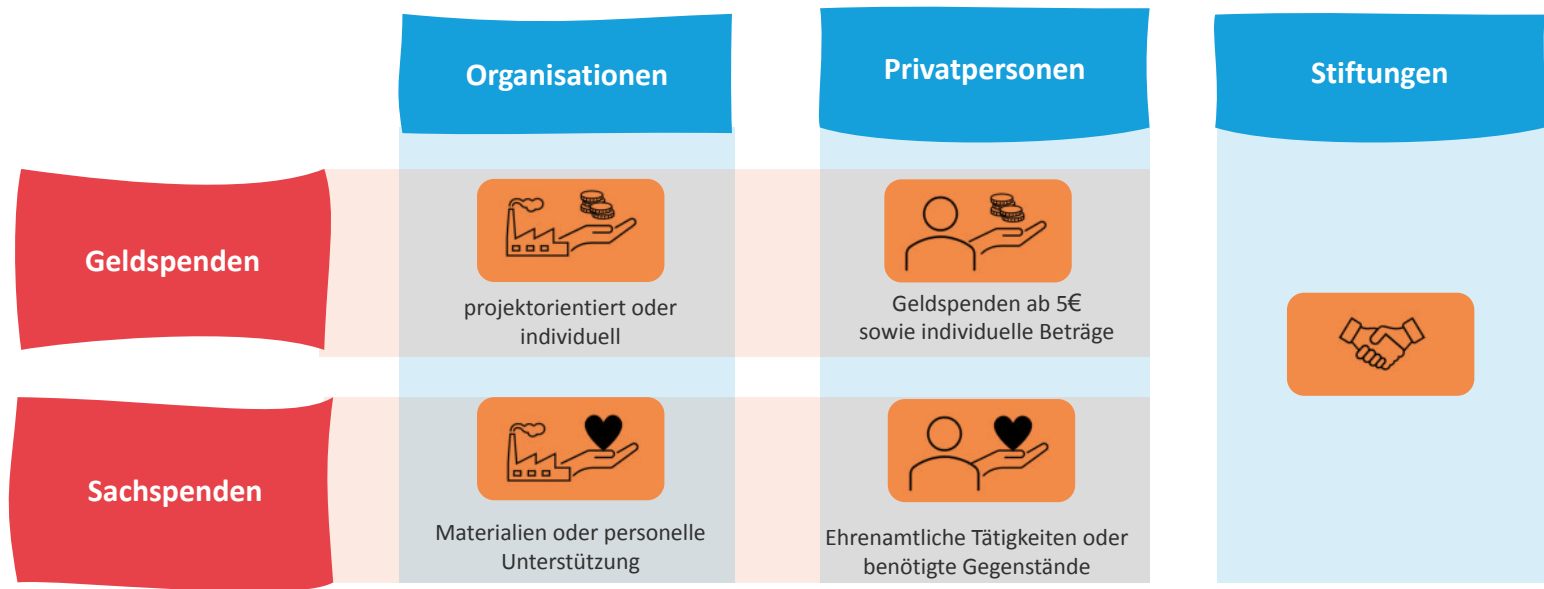 Organisationen
Privatpersonen
Stiftungen
Geldspenden
projektorientiert oder
individuell
Geldspenden ab 5€
sowie individuelle Beträge
Sachspenden
Materialien oder personelle
Unterstützung
Ehrenamtliche Tätigkeiten oder
benötigte Gegenstände